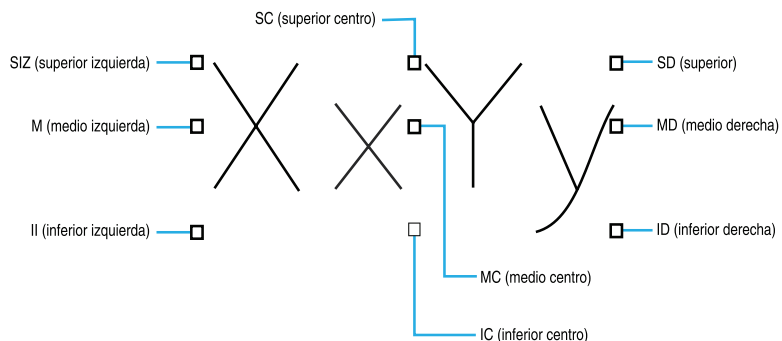 SC (superior centro)
SIZ (superior izquierda)
SD (superior)
M (medio izquierda)
MD (medio derecha)
X x Y y
II (inferior izquierda)
ID (inferior derecha)
MC (medio centro)
IC (inferior centro)